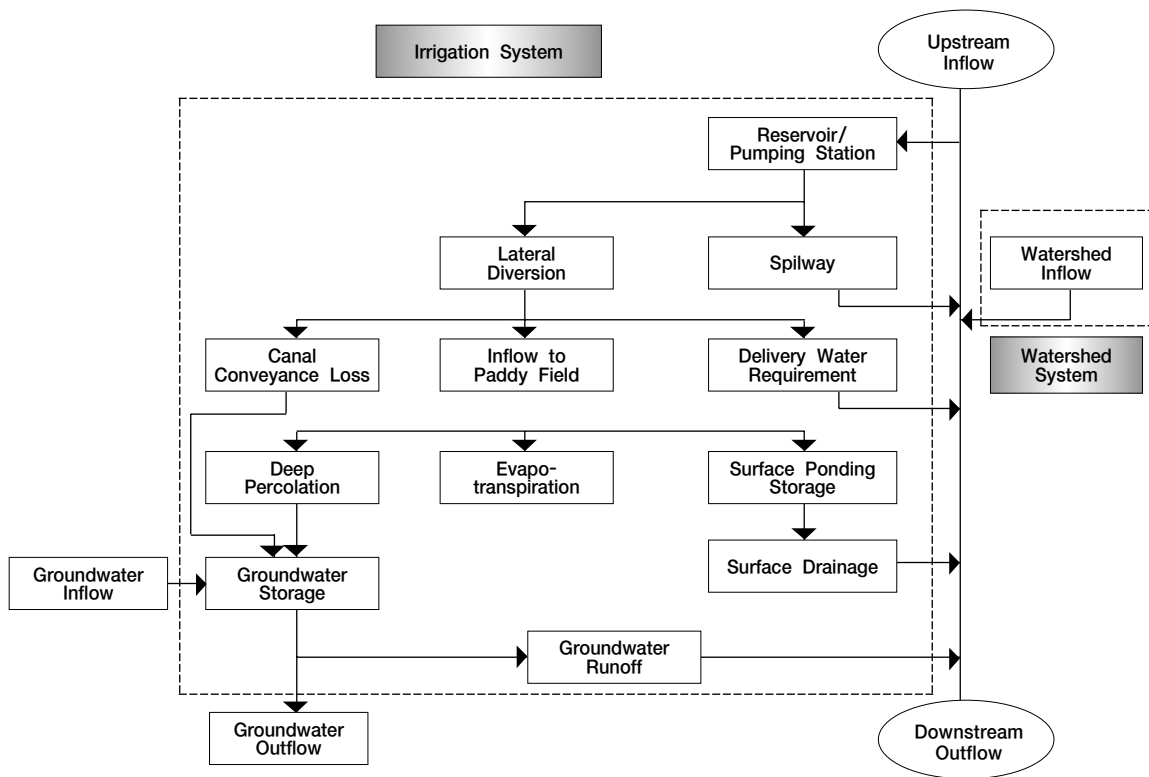 Irrigation System
Upstream
Inflow
Reservoir/
Pumping Station
Lateral
Diversion
Spilway
Watershed
Inflow
Canal
Conveyance Loss
Inflow to
Paddy Field
Delivery Water
Requirement
Watershed
System
Deep
Percolation
Evapo-
transpiration
Surface Ponding
Storage
Groundwater
Inflow
Groundwater
Storage
Surface Drainage
Groundwater
Runoff
Groundwater
Outflow
Downstream
Outflow